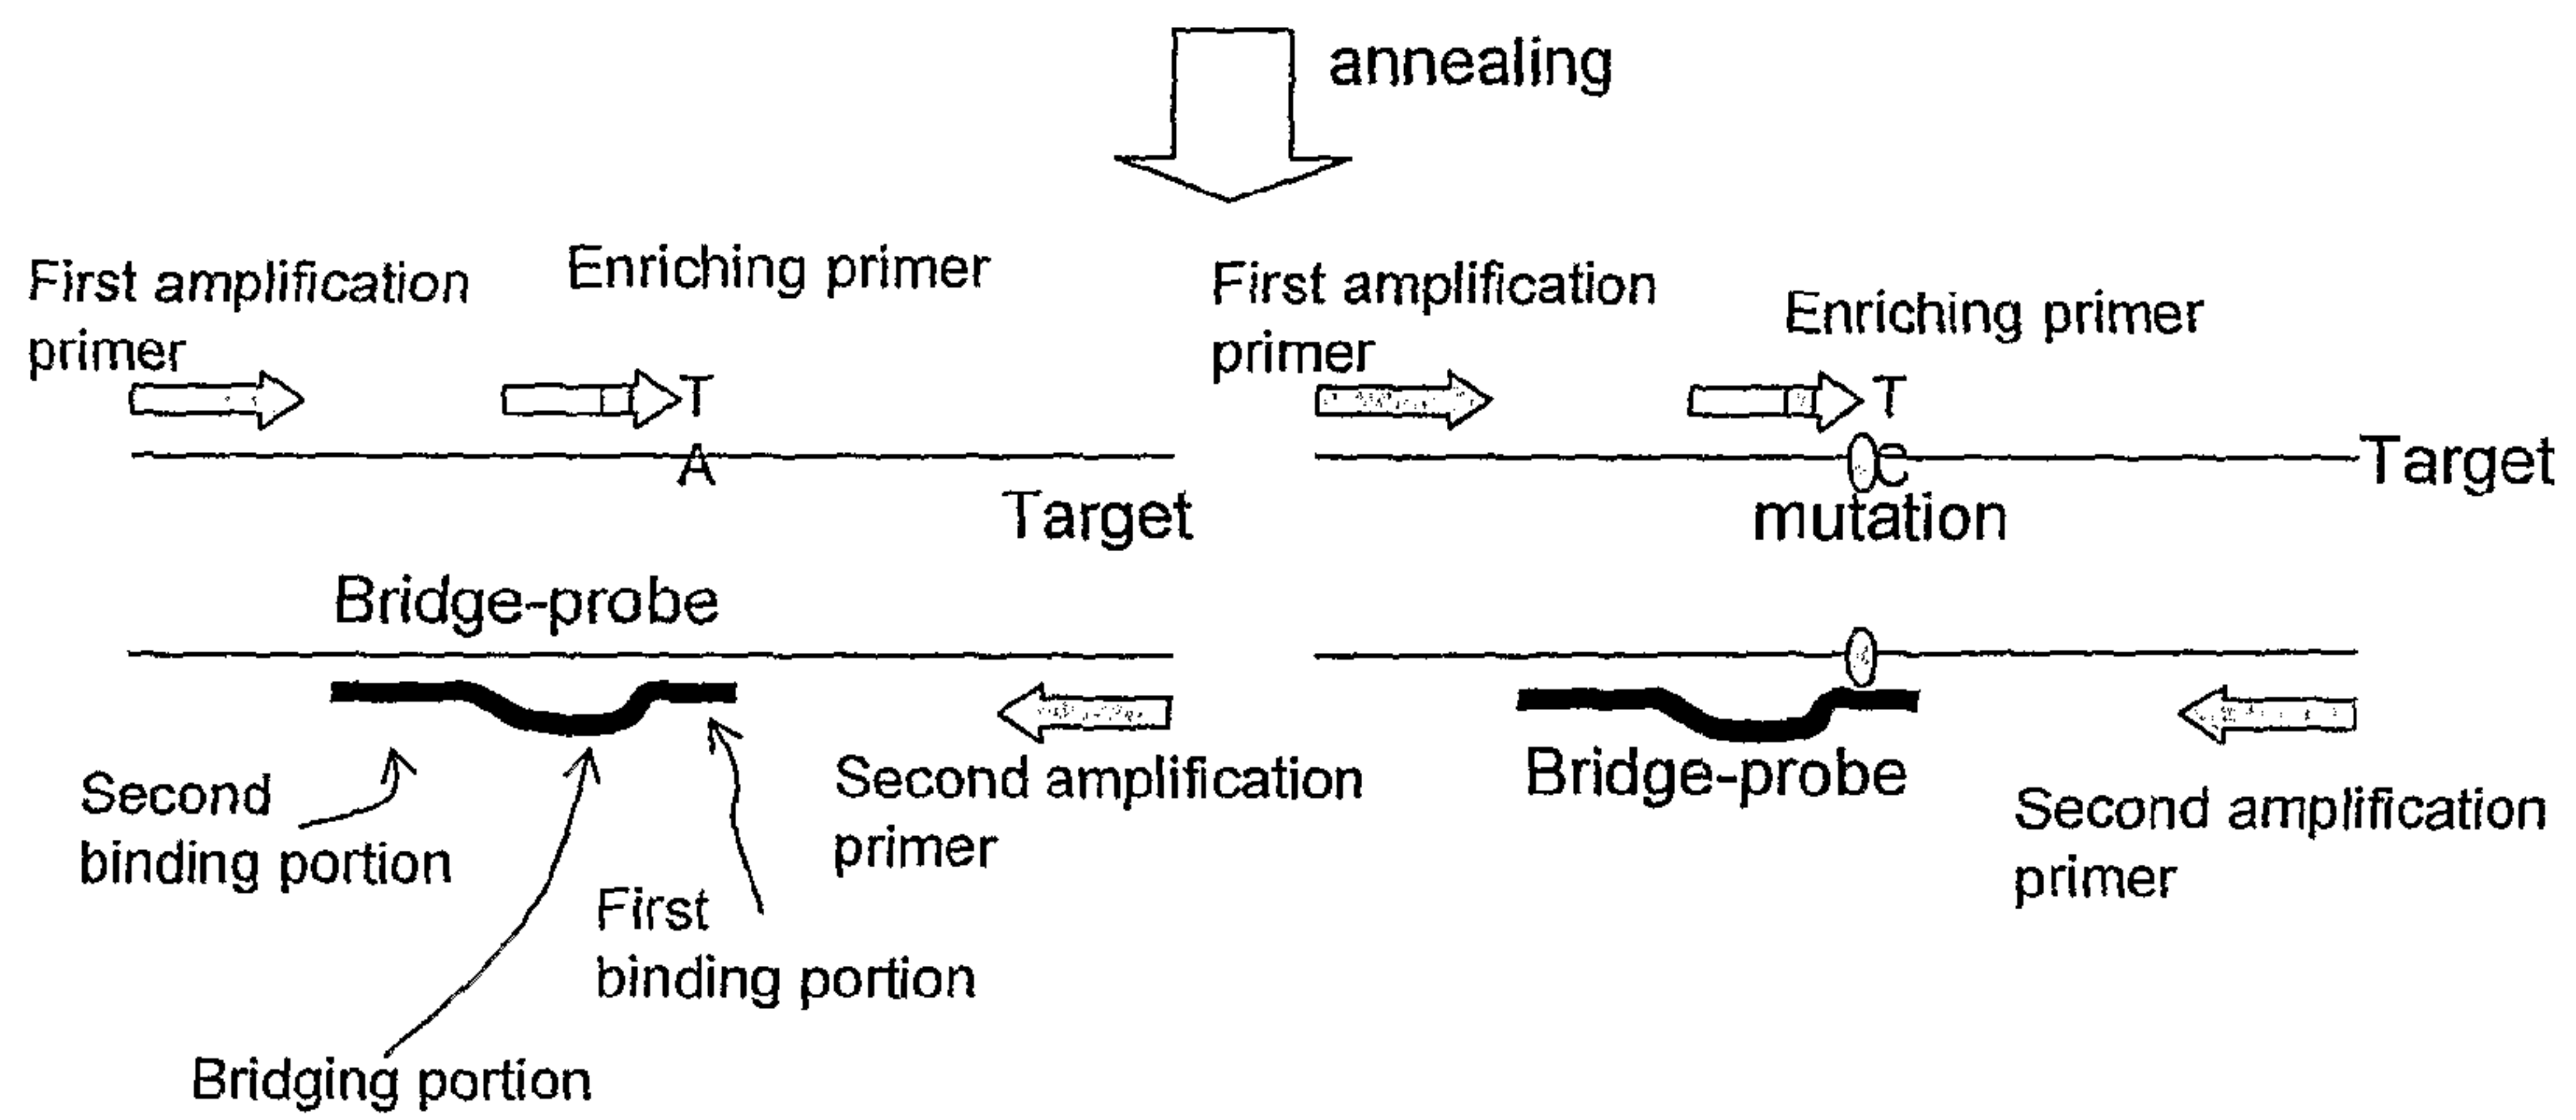 annealing
First amplification
primer
Enriching primer
First amplification
primer
Enriching primer
T
T
A
C
Target
Target
mutation
Bridge-probe
Second
binding portion
Second amplification
primer
Bridge-probe
Second amplification
primer
First
binding portion
Bridging portion